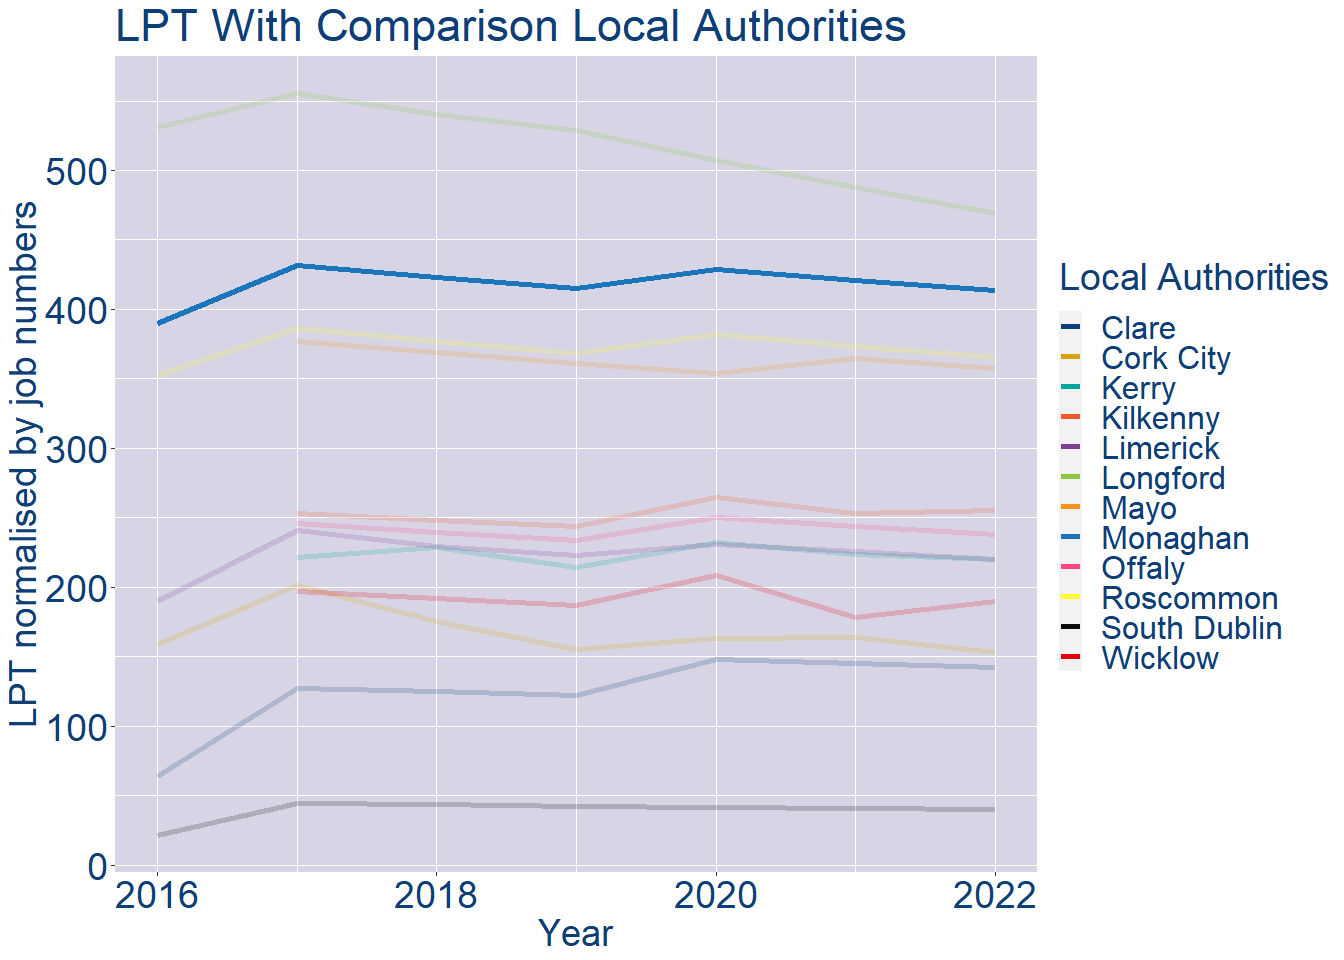 LPT With Comparison Local Authorities
LPT normalised by job numbers
500
400
300
200
100
0
2016 2018 2020 2022
Year
Local Authorities
Clare
Cork City
Kerry
Kilkenny
Limerick
Longford
Mayo
Monaghan
Offaly
Roscommon
South Dublin
Wicklow